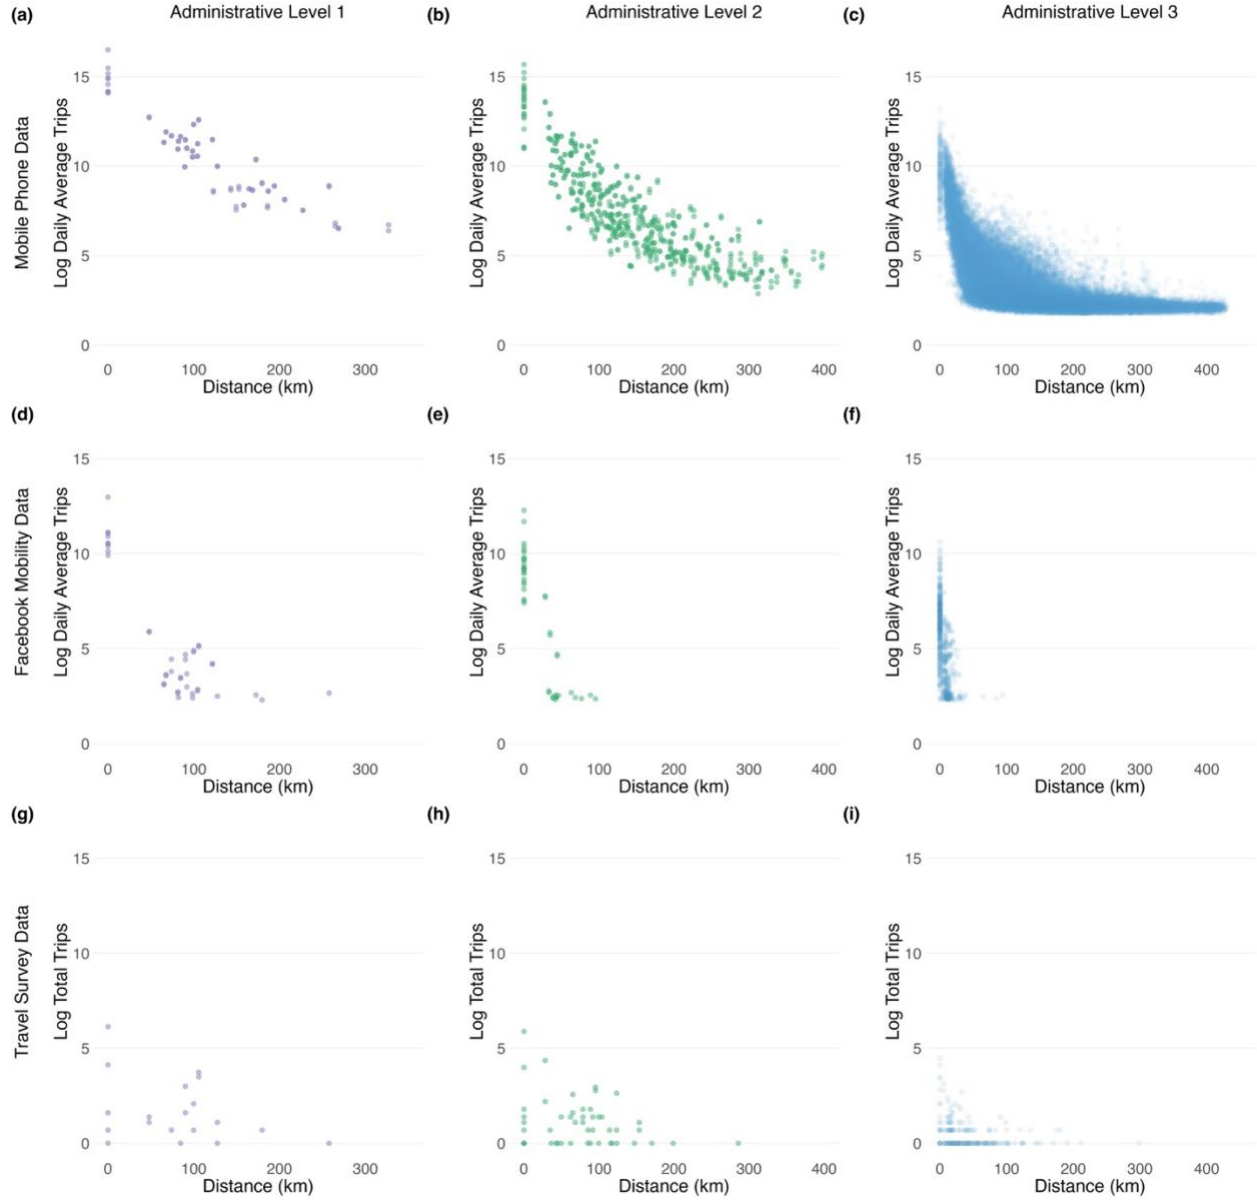 (a) Administrative Level 1
(b) Administrative Level 2
(c) Administrative Level 3
Mobile Phone Data
Log Daily Average Trips
15
10
5
0
0 100 200 300
Distance (km)
Log Daily Average Trips
15
10
5
0
0 100 200 300 400
Distance (km)
Log Daily Average Trips
15
10
5
0
0 100 200 300 400
Distance (km)
(d)
(e)
(f)
Facebook Mobility Data
Log Daily Average Trips
15
10
5
0
0 100 200 300
Distance (km)
Log Daily Average Trips
15
10
5
0
0 100 200 300 400
Distance (km)
Log Daily Average Trips
15
10
5
0
0 100 200 300 400
Distance (km)
(g)
(h)
(i)
Travel Survey Data
Log Total Trips
15
10
5
0
0 100 200 300
Distance (km)
Log Total Trips
15
10
5
0
0 100 200 300 400
Distance (km)
Log Total Trips
15
10
5
0
0 100 200 300 400
Distance (km)